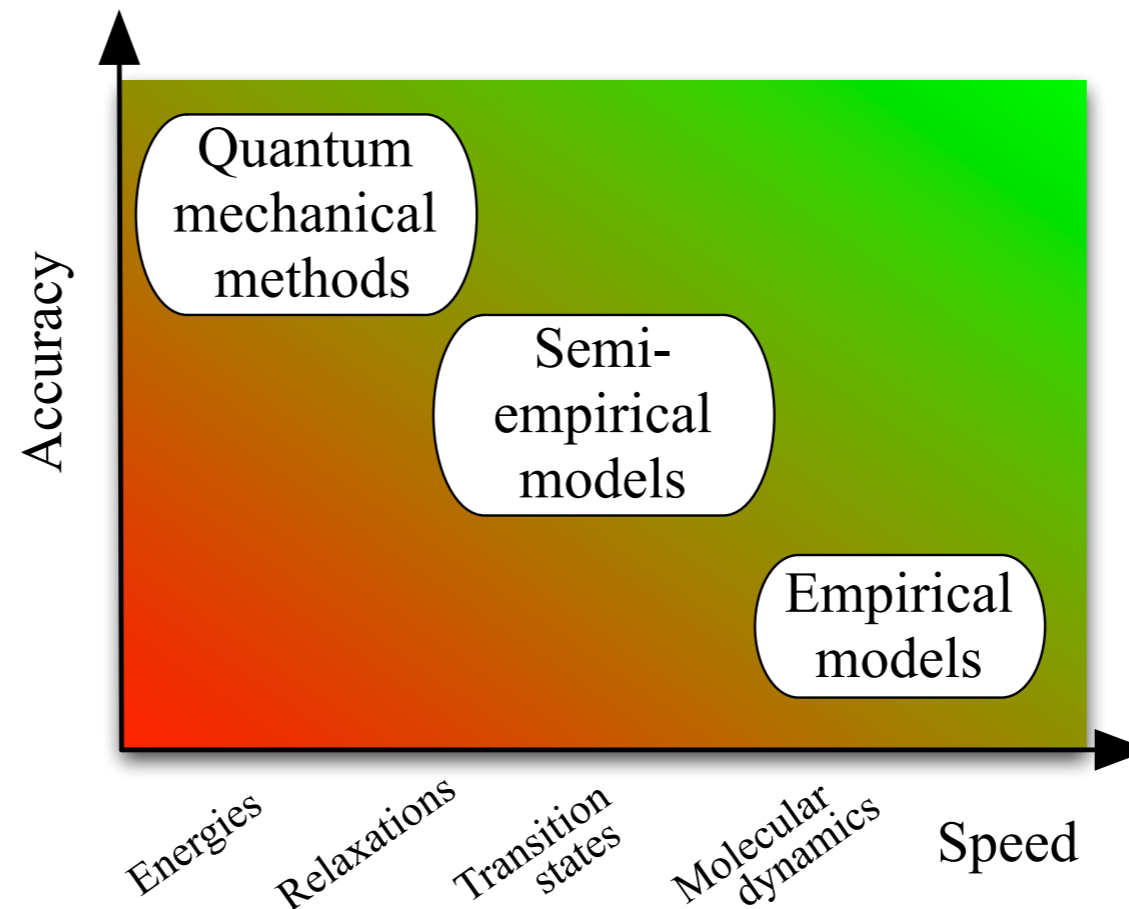 Quantum
mechanical
methods
Semi-
empirical
models
Empirical
models
Accuracy
Energies
Relaxations
Transition
states
Molecular
dynamics
Speed